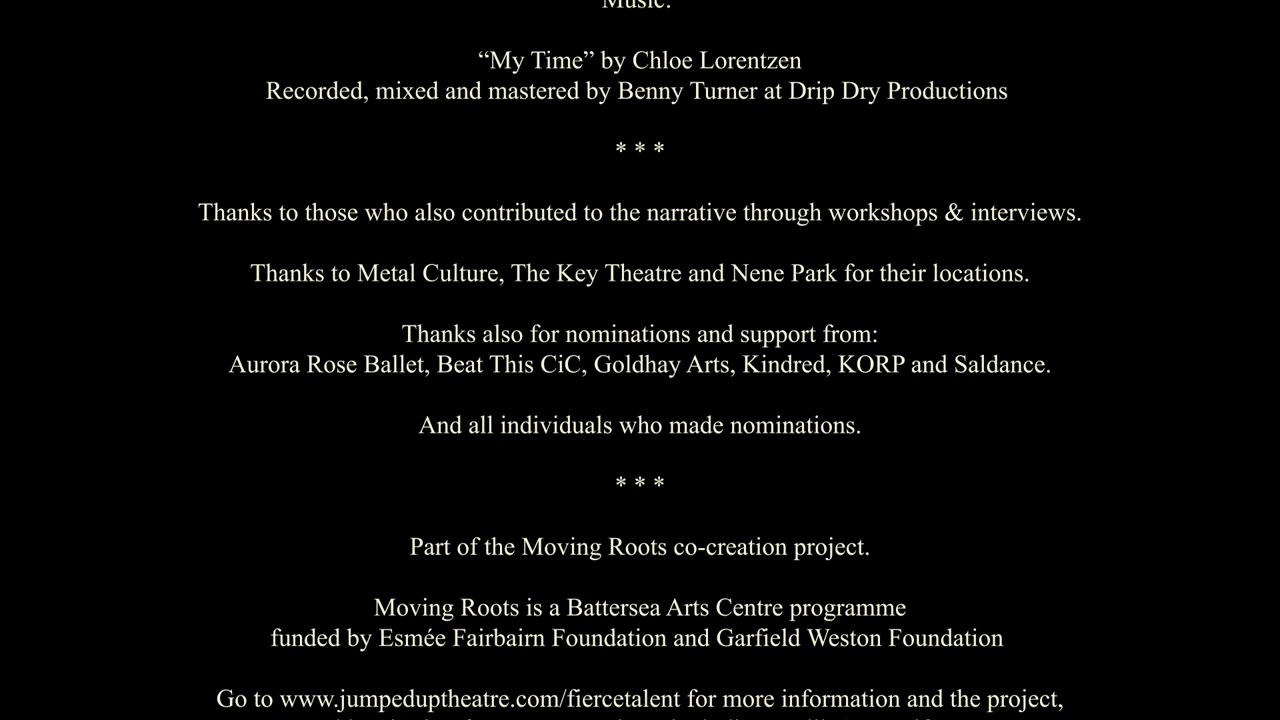 Music:
“My Time” by Chloe Lorentzen
Recorded, mixed and mastered by Benny Turner at Drip Dry Productions
* * *
Thanks to those who also contributed to the narrative through workshops & interviews.
Thanks to Metal Culture, The Key Theatre and Nene Park for their locations.
Thanks also for nominations and support from:
Aurora Rose Ballet, Beat This CiC, Goldhay Arts, Kindred, KORP and Saldance.
And all individuals who made nominations.
* * *
Part of the Moving Roots co-creation project.
Moving Roots is a Battersea Arts Centre programme
funded by Esmée Fairbairn Foundation and Garfield Weston Foundation
Go to www.jumpeduptheatre.com/fiercetalent for more information and the project,